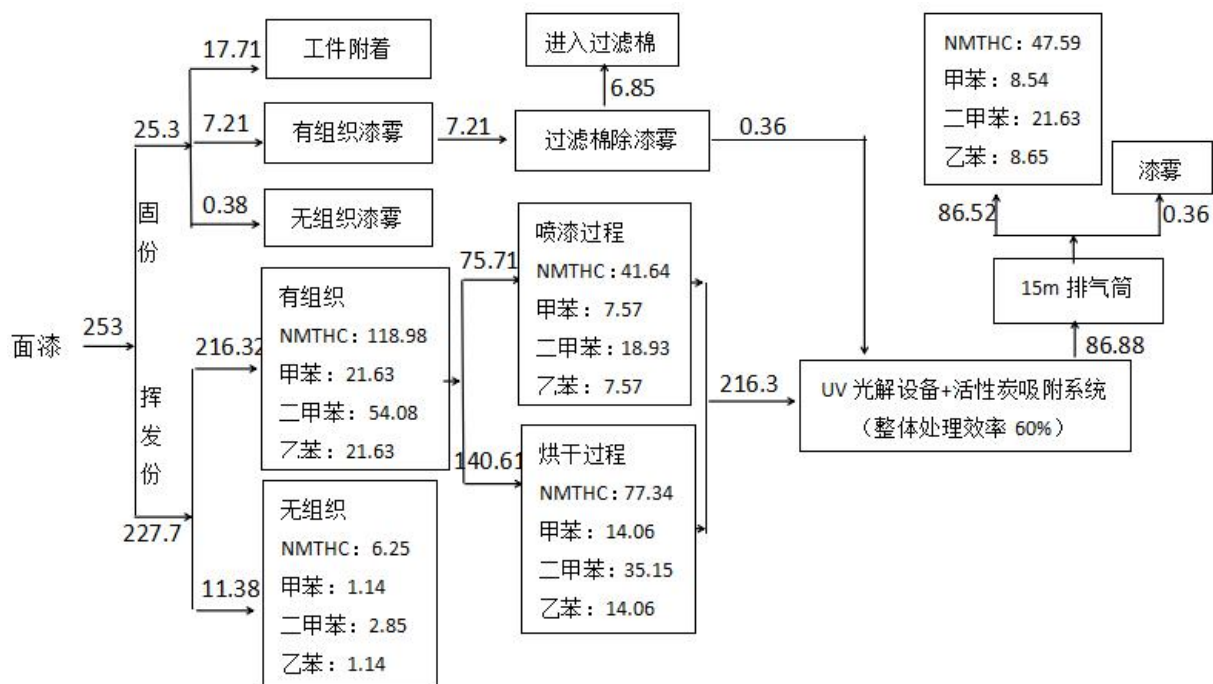 17.71
工件附着
进入过滤棉
6.85
NMTHC：47.59
甲苯：8.54
二甲苯：21.63
乙苯：8.65
25.3
7.21
有组织漆雾
7.21
过滤棉除漆雾
0.36
漆雾
0.38
无组织漆雾
86.52
0.36
固份
喷漆过程
NMTHC：41.64
甲苯：7.57
二甲苯：18.93
乙苯：7.57
75.71
15m 排气筒
86.88
面漆
253
216.32
有组织
NMTHC：118.98
甲苯：21.63
二甲苯：54.08
乙苯：21.63
216.3
UV 光解设备+活性炭吸附系统
（整体处理效率 60%）
挥发份
140.61
烘干过程
NMTHC：77.34
甲苯：14.06
二甲苯：35.15
乙苯：14.06
227.7
11.38
无组织
NMTHC：6.25
甲苯：1.14
二甲苯：2.85
乙苯：1.14